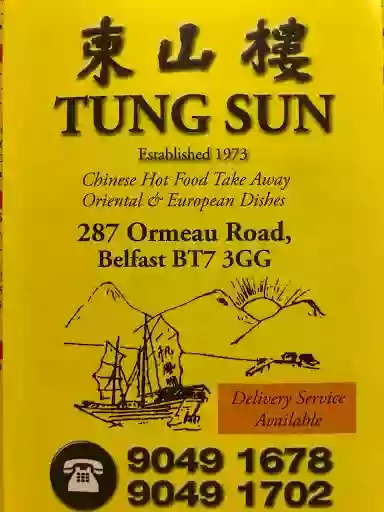 東山樓
TUNG SUN
Established 1973
Chinese Hot Food Take Away
Oriental & European Dishes
287 Ormeau Road,
Belfast BT7 3GG
Delivery Service
Available
9049 1678
9049 1702